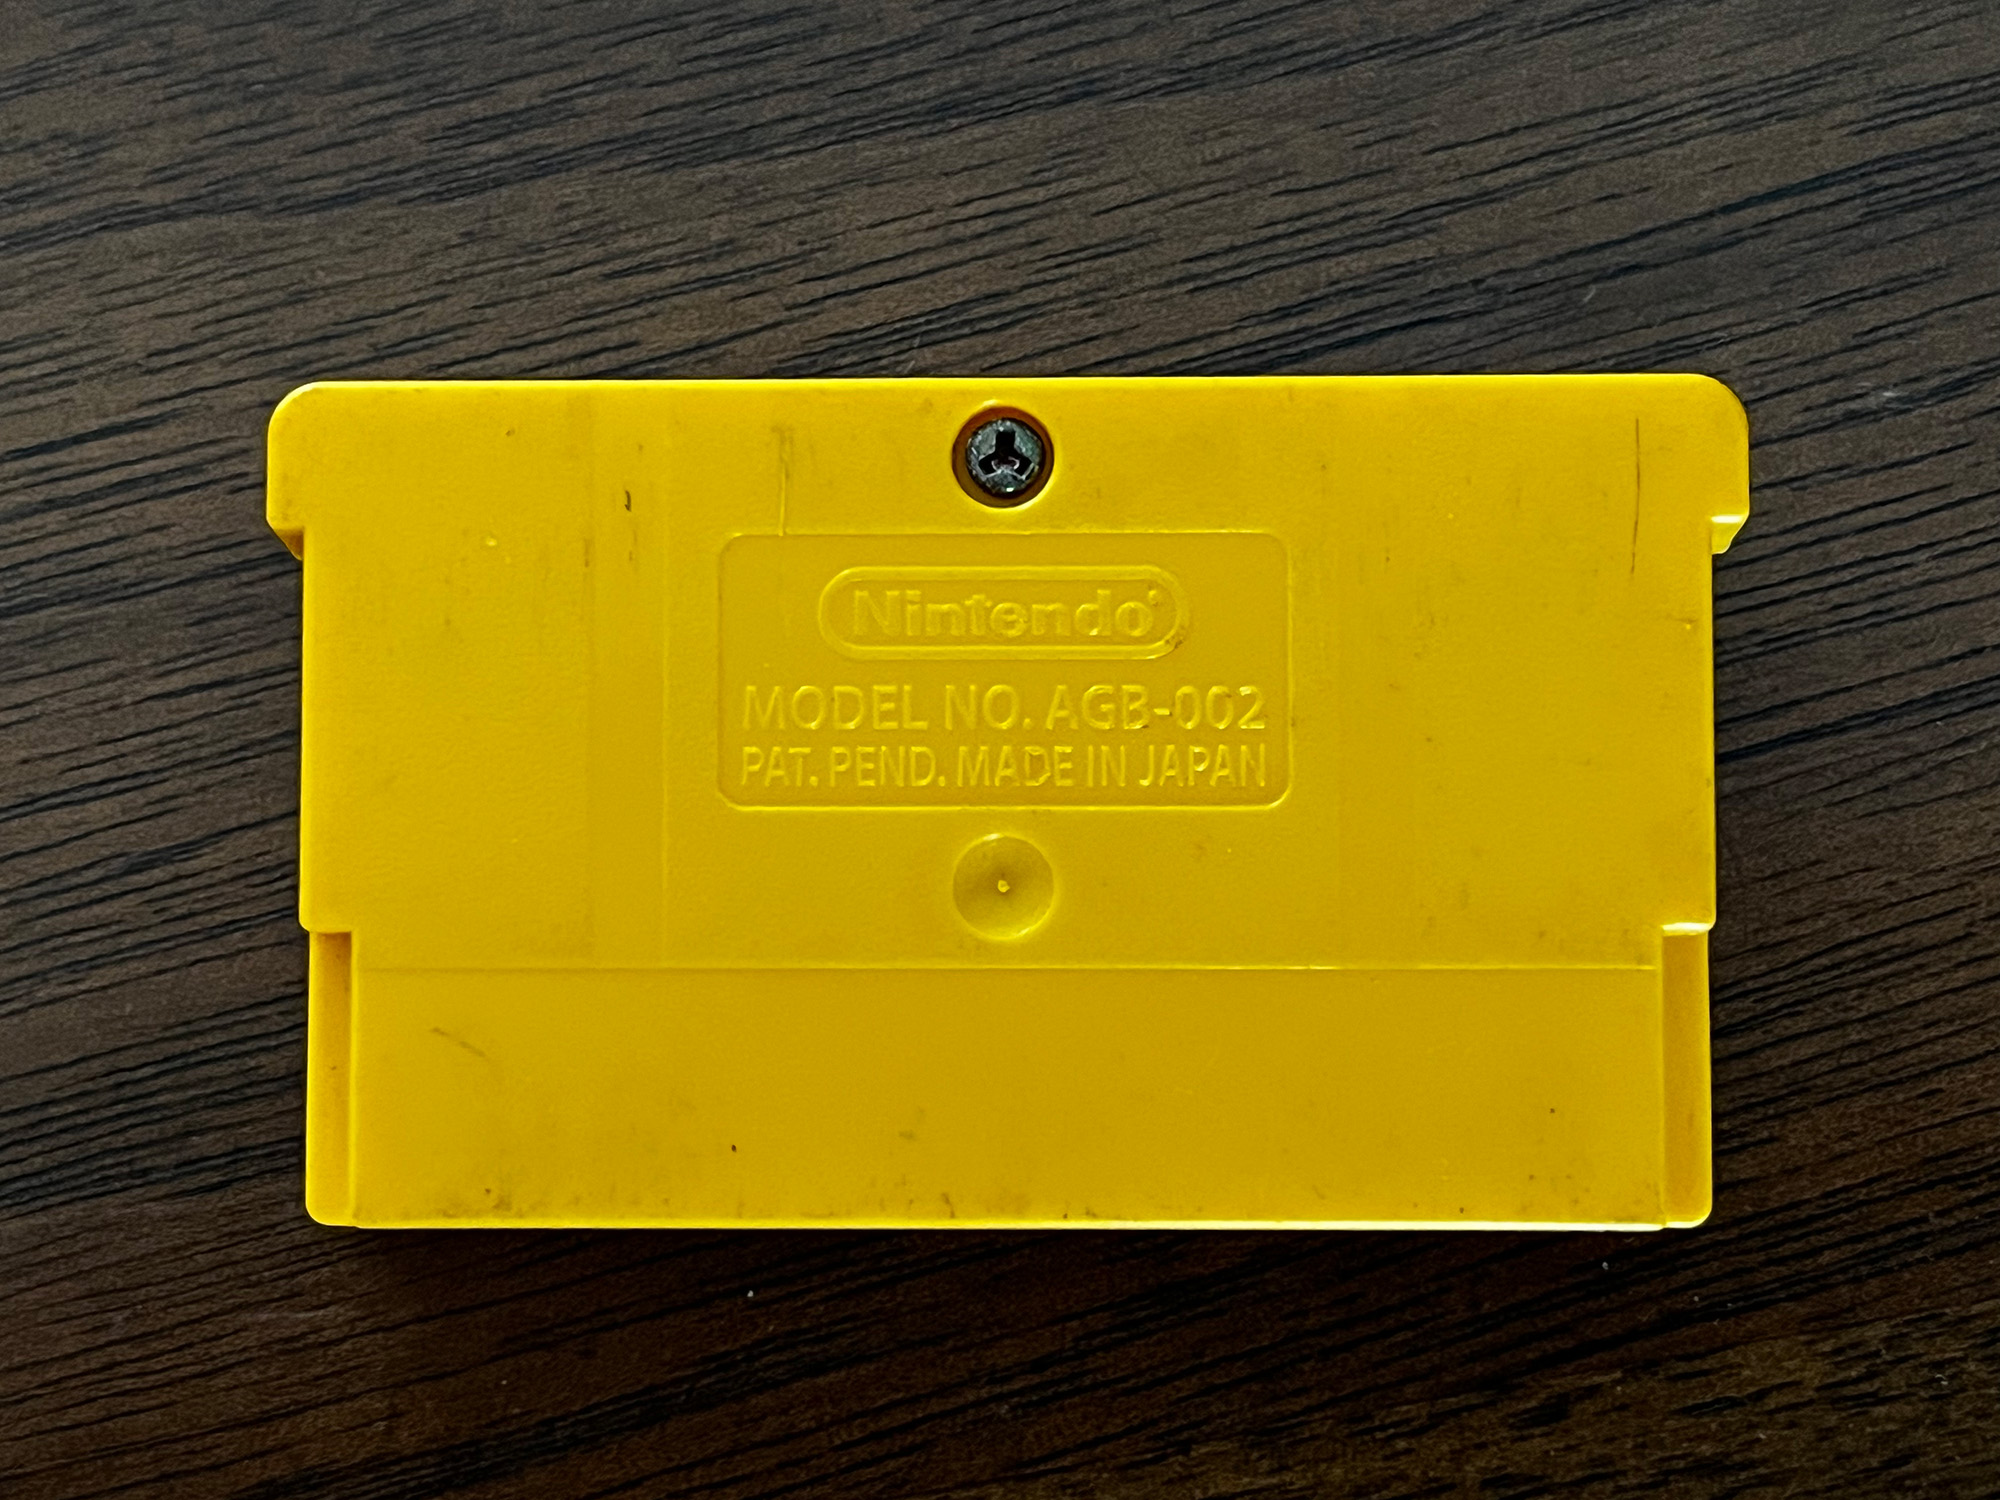 Nintendo
MODEL NO. AGB-002
PAT. PEND. MADE IN JAPAN